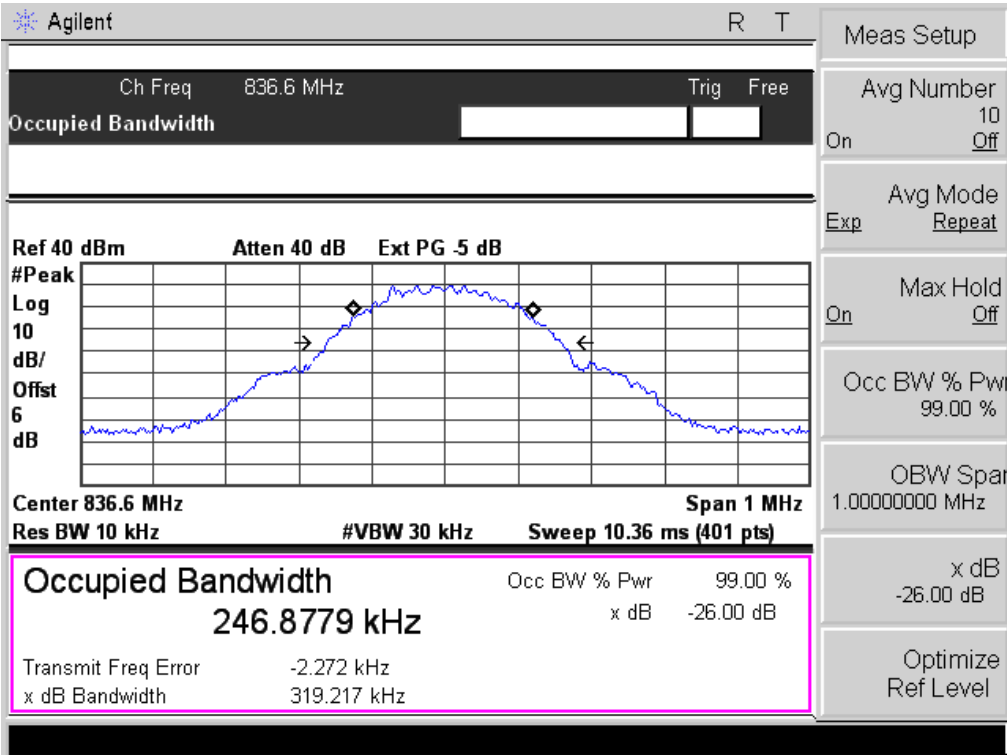 Agilent R T
Ch Freq 836.6 MHz Trig Free
Occupied Bandwidth
Ref 40 dBm Atten 40 dB Ext PG -5 dB
#Peak
Log
10
dB/
Offst
6
dB
Center 836.6 MHz Span 1 MHz
Res BW 10 kHz #VBW 30 kHz Sweep 10.36 ms (401 pts)
Occupied Bandwidth
246.8779 kHz
Occ BW % Pwr 99.00 %
x dB -26.00 dB
Transmit Freq Error -2.272 kHz
x dB Bandwidth 319.217 kHz
Meas Setup
Avg Number
10
On Off
Avg Mode
Exp Repeat
Max Hold
On Off
Occ BW % Pwr
99.00 %
OBW Span
1.00000000 MHz
x dB
-26.00 dB
Optimize
Ref Level